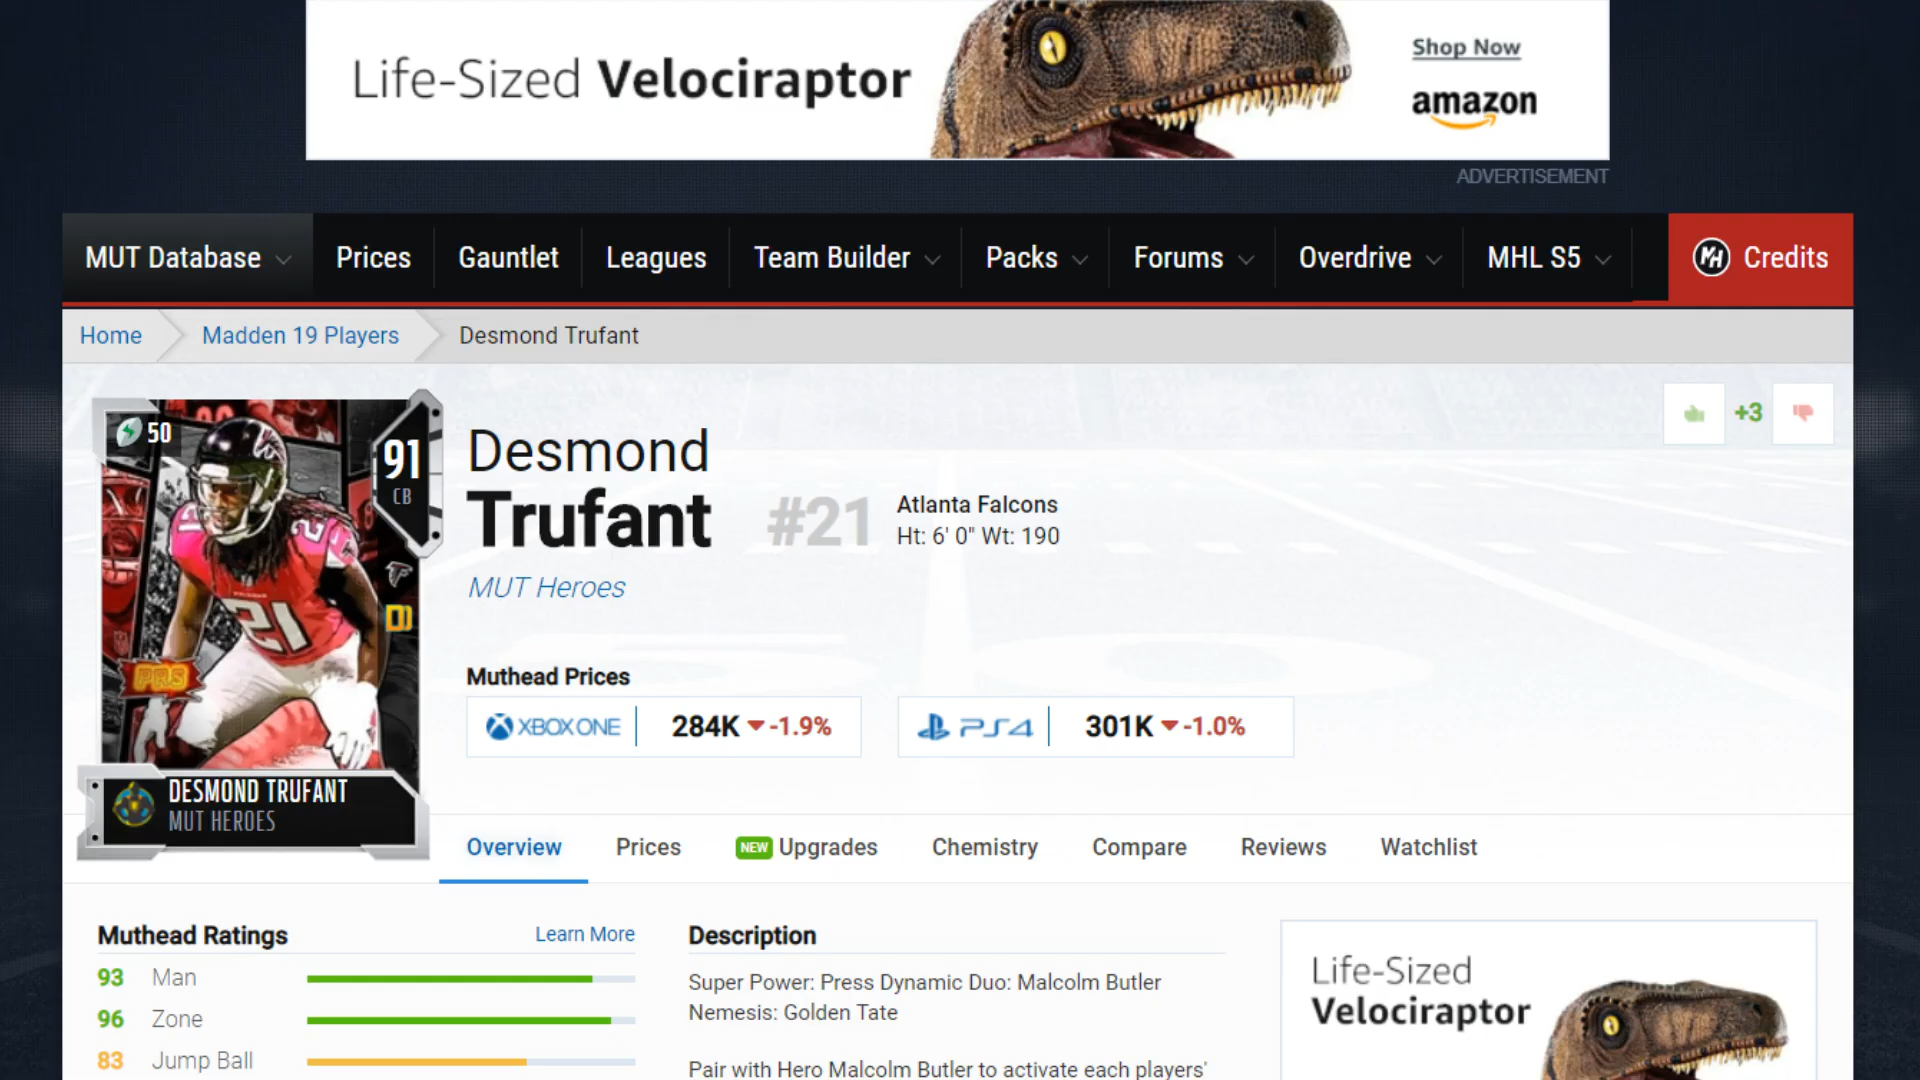 Life-Sized Velociraptor
Shop Now
amazon
ADVERTISEMENT
MUT Database Prices Gauntlet Leagues Team Builder Packs Forums Overdrive MHL S5 Credits
Home Madden 19 Players Desmond Trufant
50
91
CB
21
PRS
DESMOND TRUFANT
MUT HEROES
+3
Desmond
Trufant
#21
Atlanta Falcons
Ht: 6' 0" Wt: 190
MUT Heroes
Muthead Prices
XBOX ONE 284K -1.9%
PS4 301K -1.0%
Overview Prices NEW Upgrades Chemistry Compare Reviews Watchlist
Muthead Ratings Learn More
93 Man
96 Zone
83 Jump Ball
Description
Super Power: Press Dynamic Duo: Malcolm Butler
Nemesis: Golden Tate
Pair with Hero Malcolm Butler to activate each players'
Life-Sized
Velociraptor